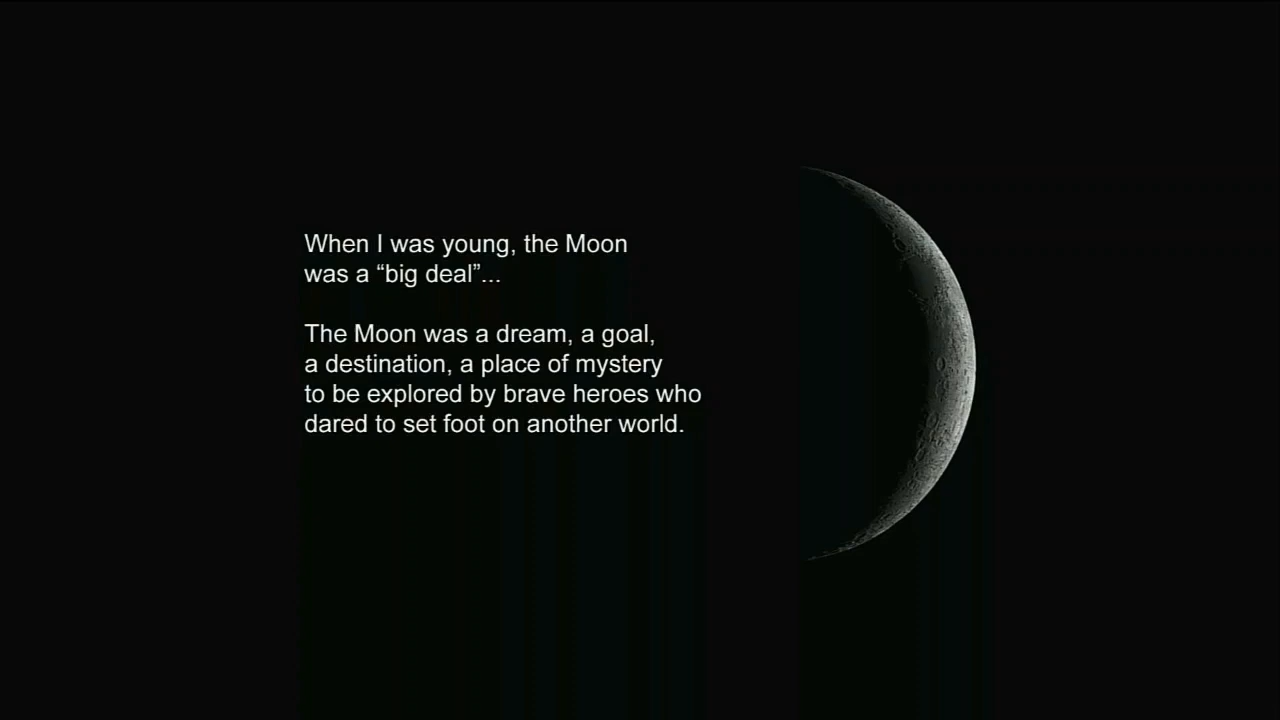 When I was young, the Moon
was a “big deal”...
The Moon was a dream, a goal,
a destination, a place of mystery
to be explored by brave heroes who
dared to set foot on another world.